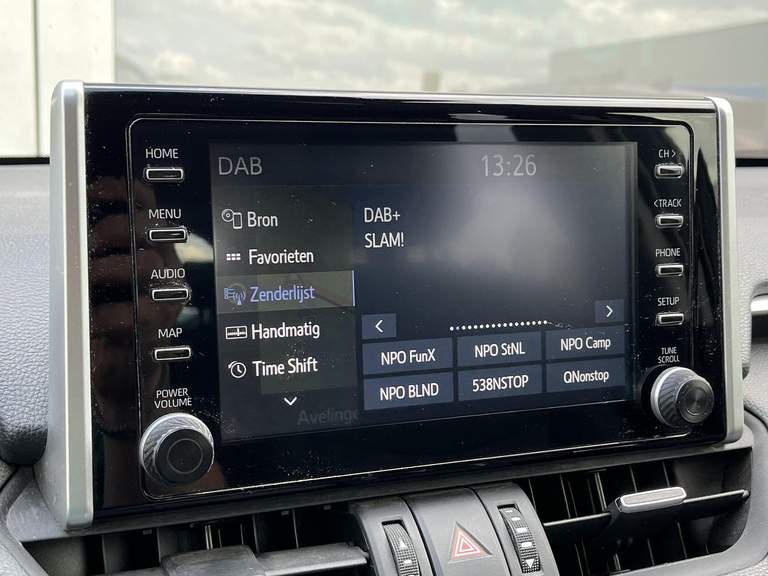 HOME
MENU
AUDIO
MAP
POWER
VOLUME
DAB
13:26
Bron
Favorieten
Zenderlijst
Handmatig
Time Shift
DAB+
SLAM!
<
>
NPO FunX
NPO StNL
NPO Camp
NPO BLND
538NSTOP
QNonstop
Avelinge
CH >
< TRACK
PHONE
SETUP
TUNE
SCROLL